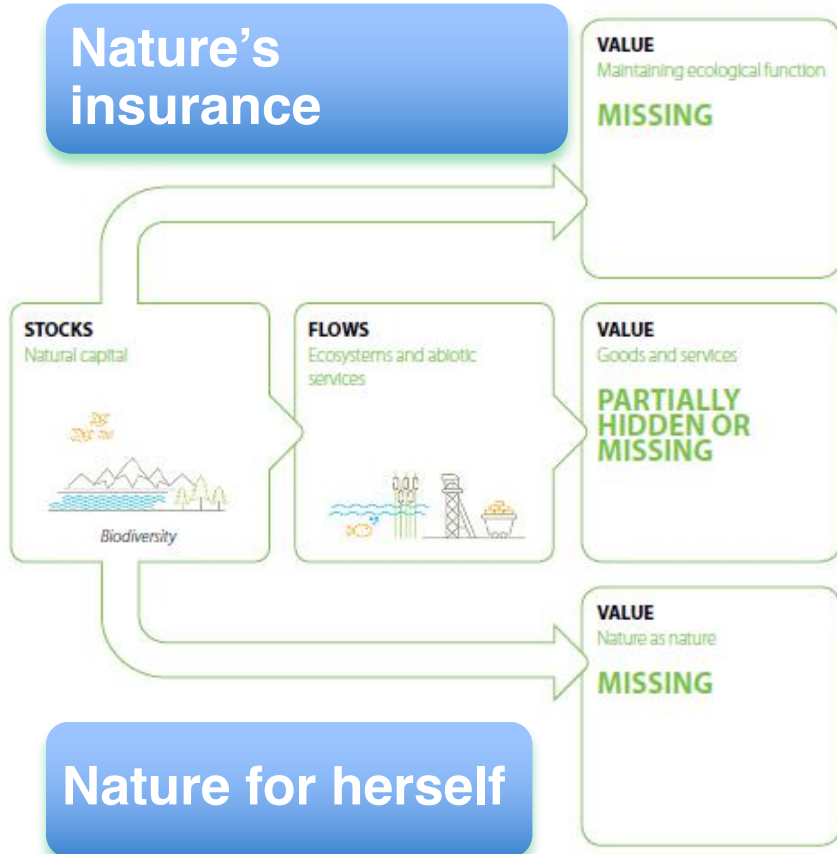 Nature’s
insurance
VALUE
Maintaining ecological function
MISSING
STOCKS
Natural capital
Biodiversity
FLOWS
Ecosystems and abiotic
services
VALUE
Goods and services
PARTIALLY
HIDDEN OR
MISSING
VALUE
Nature as nature
MISSING
Nature for herself